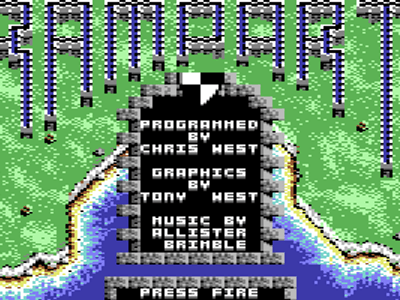 RAMPART
PROGRAMMED
BY
CHRIS WEST
GRAPHICS
BY
TONY WEST
MUSIC BY
ALLISTER
BRIMBLE
PRESS FIRE